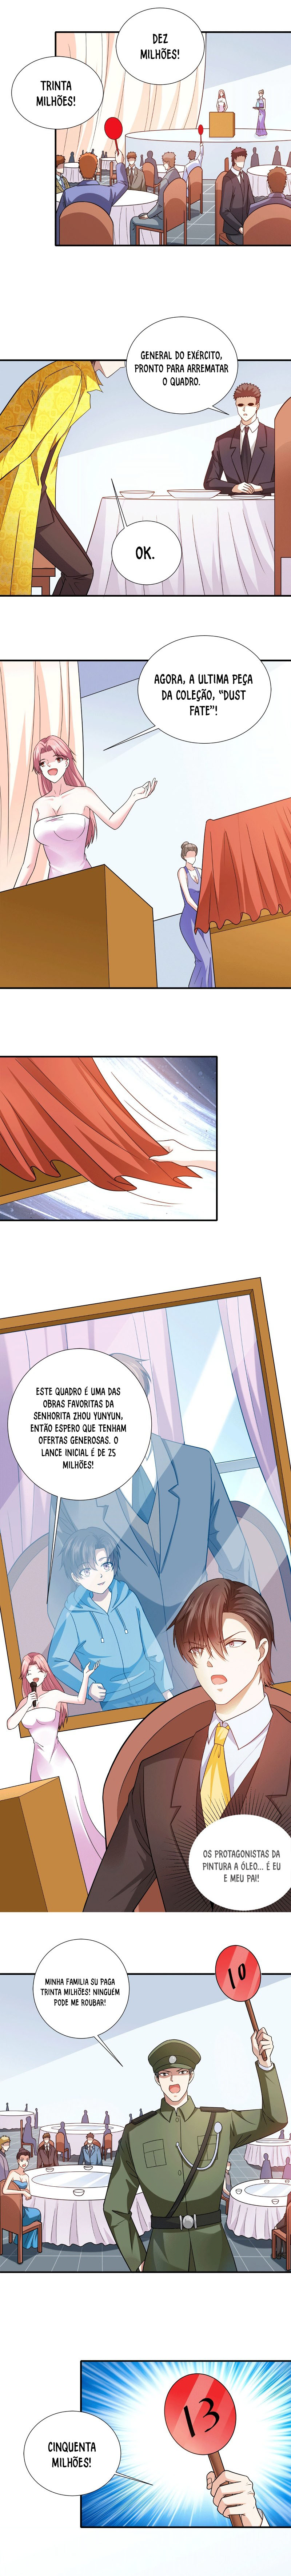 DEZ
MILHÕES!
TRINTA
MILHÕES!
GENERAL DO EXÉRCITO,
PRONTO PARA ARREMATAR
O QUADRO.
OK.
AGORA, A ULTIMA PEÇA
DA COLEÇÃO, "DUST
FATE"!
ESTE QUADRO É UMA DAS
OBRAS FAVORITAS DA
SENHORITA ZHOU YUNYUN,
ENTÃO ESPERO QUE TENHAM
OFERTAS GENEROSAS. O
LANCE INICIAL É DE 25
MILHÕES!
OS PROTAGONISTAS DA
PINTURA A ÓLEO... É EU
E MEU PAI!
10
MINHA FAMILIA SU PAGA
TRINTA MILHÕES! NINGUÉM
PODE ME ROUBAR!
13
CINQUENTA
MILHÕES!